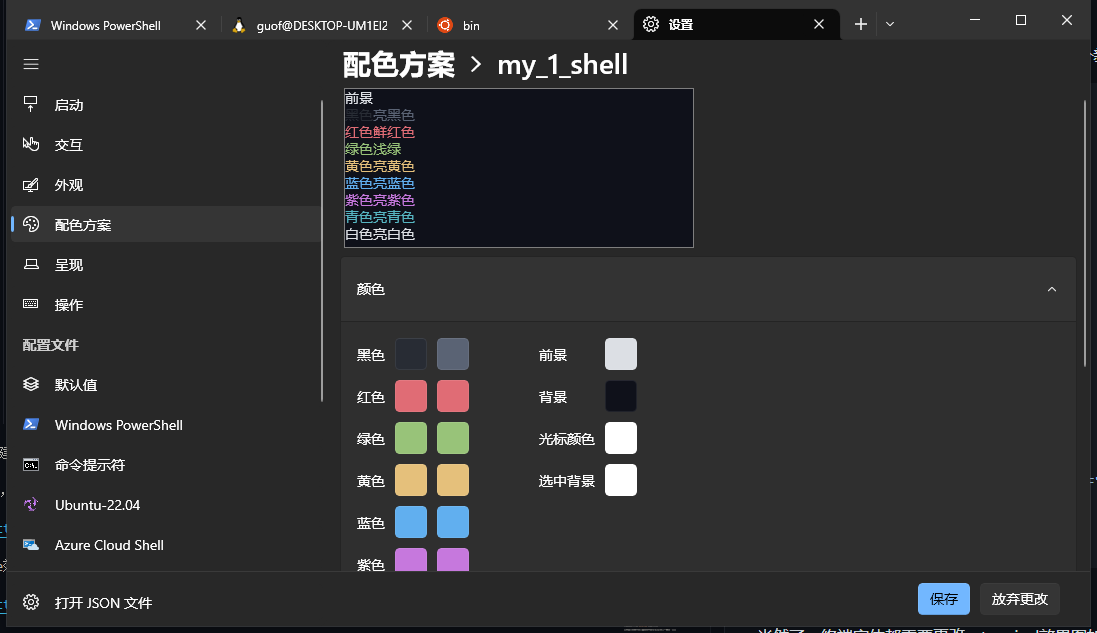 Windows PowerShell
guof@DESKTOP-UM1EI2
bin
设置
启动
交互
外观
配色方案
呈现
操作
配置文件
默认值
Windows PowerShell
命令提示符
Ubuntu-22.04
Azure Cloud Shell
打开 JSON 文件
配色方案 > my_1_shell
前景
黑色亮黑色
红色鲜红色
绿色浅绿
黄色亮黄色
蓝色亮蓝色
紫色亮紫色
青色亮青色
白色亮白色
颜色
黑色 前景
红色 背景
绿色 光标颜色
黄色 选中背景
蓝色
紫色
保存 放弃更改